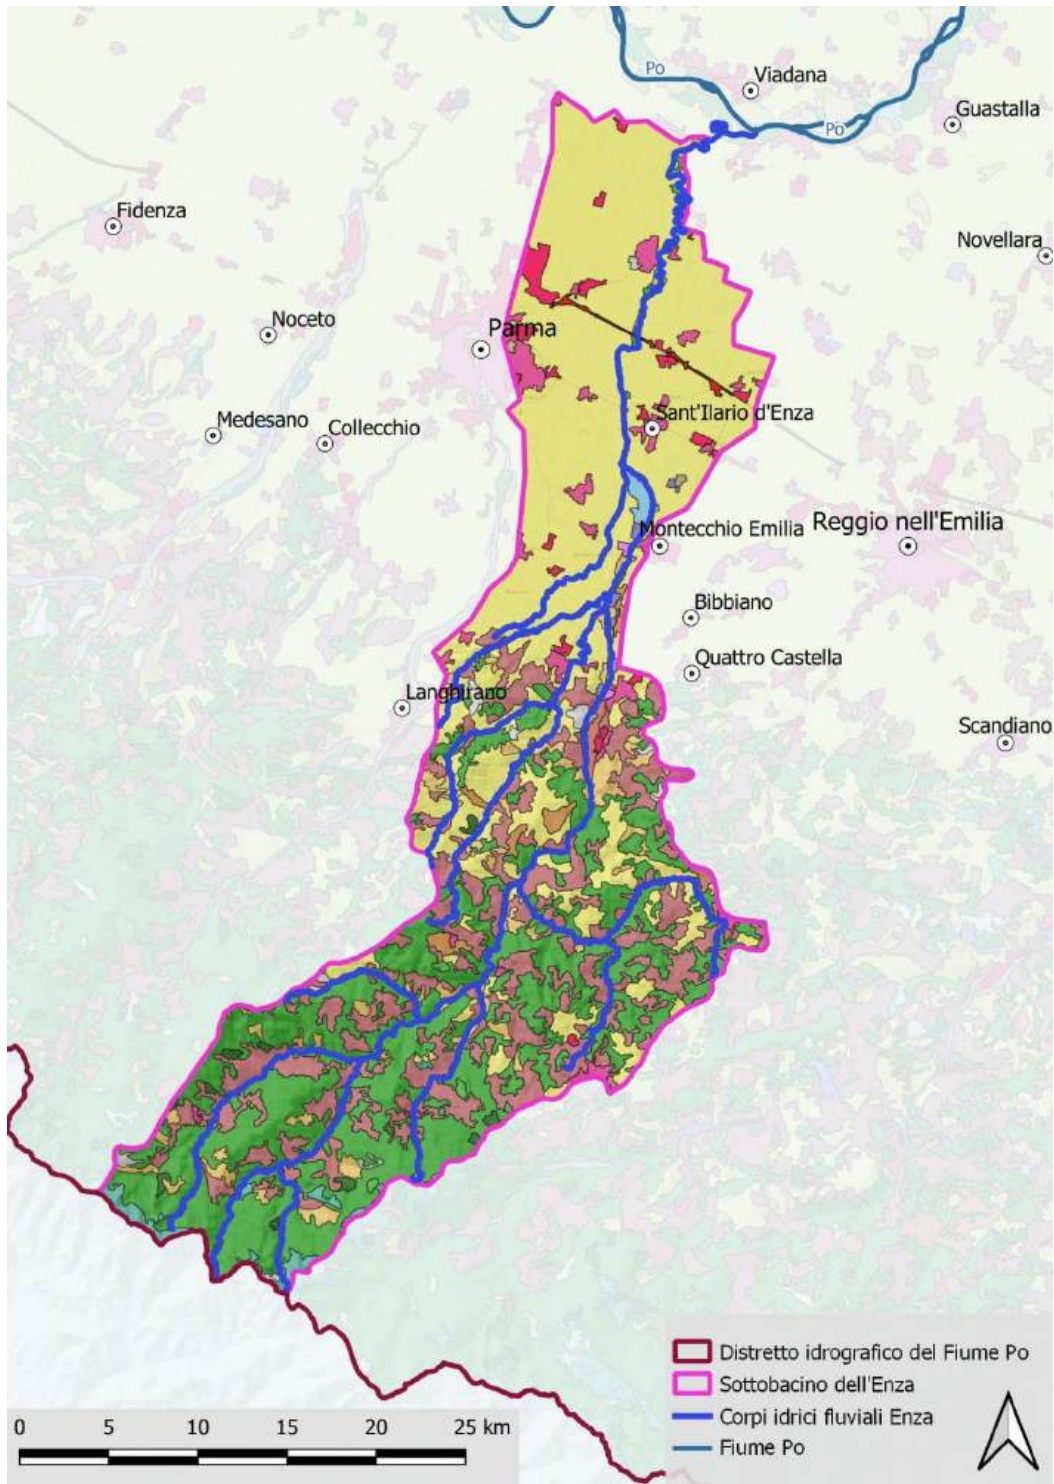 Po
Viadana
Guastalla
Po
Fidenza
Novellara
Noceto
Parma
Medesano
Collecchio
Sant'Ilario d'Enza
Montecchio Emilia
Reggio nell'Emilia
Bibbiano
Quattro Castella
Langhirano
Scandiano
Distretto idrografico del Fiume Po
Sottobacino dell'Enza
Corpi idrici fluviali Enza
Fiume Po
0 5 10 15 20 25 km